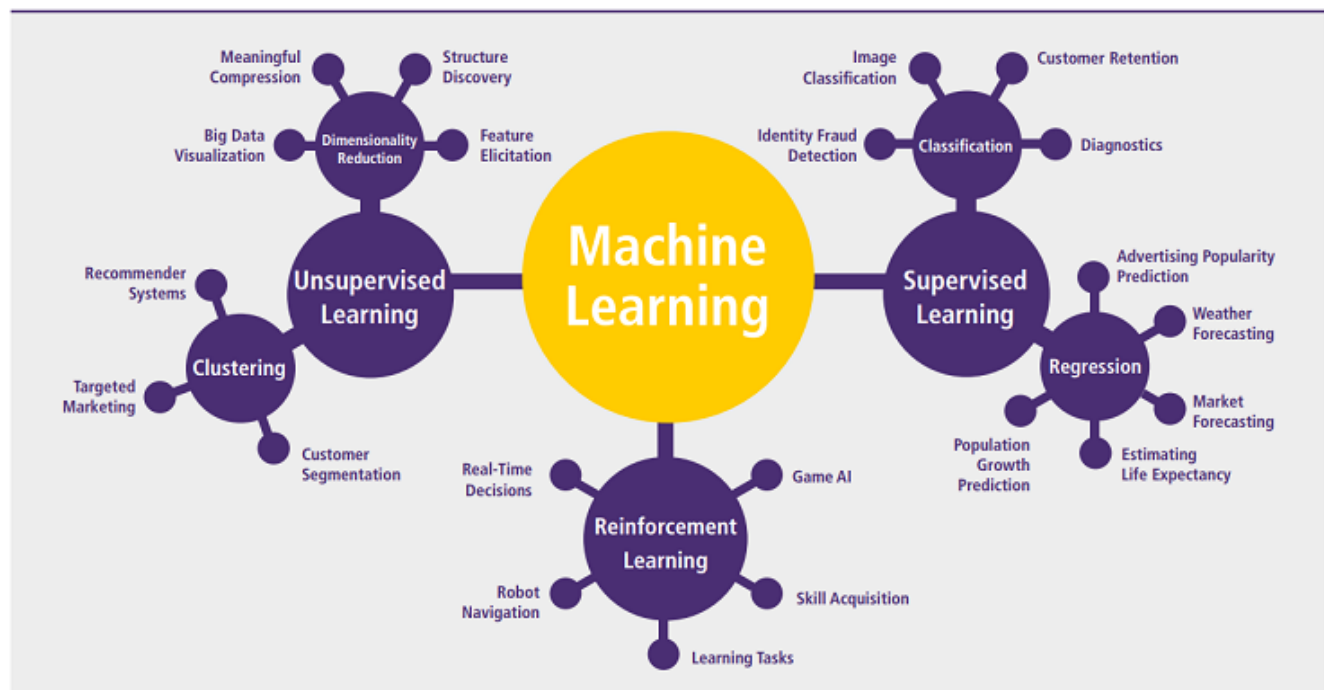 Machine
Learning
Unsupervised
Learning
Dimensionality
Reduction
Meaningful
Compression
Structure
Discovery
Big Data
Visualization
Feature
Elicitation
Clustering
Recommender
Systems
Targeted
Marketing
Customer
Segmentation
Supervised
Learning
Classification
Image
Classification
Customer Retention
Identity Fraud
Detection
Diagnostics
Regression
Advertising Popularity
Prediction
Weather
Forecasting
Market
Forecasting
Estimating
Life Expectancy
Population
Growth
Prediction
Reinforcement
Learning
Real-Time
Decisions
Game AI
Robot
Navigation
Skill Acquisition
Learning Tasks